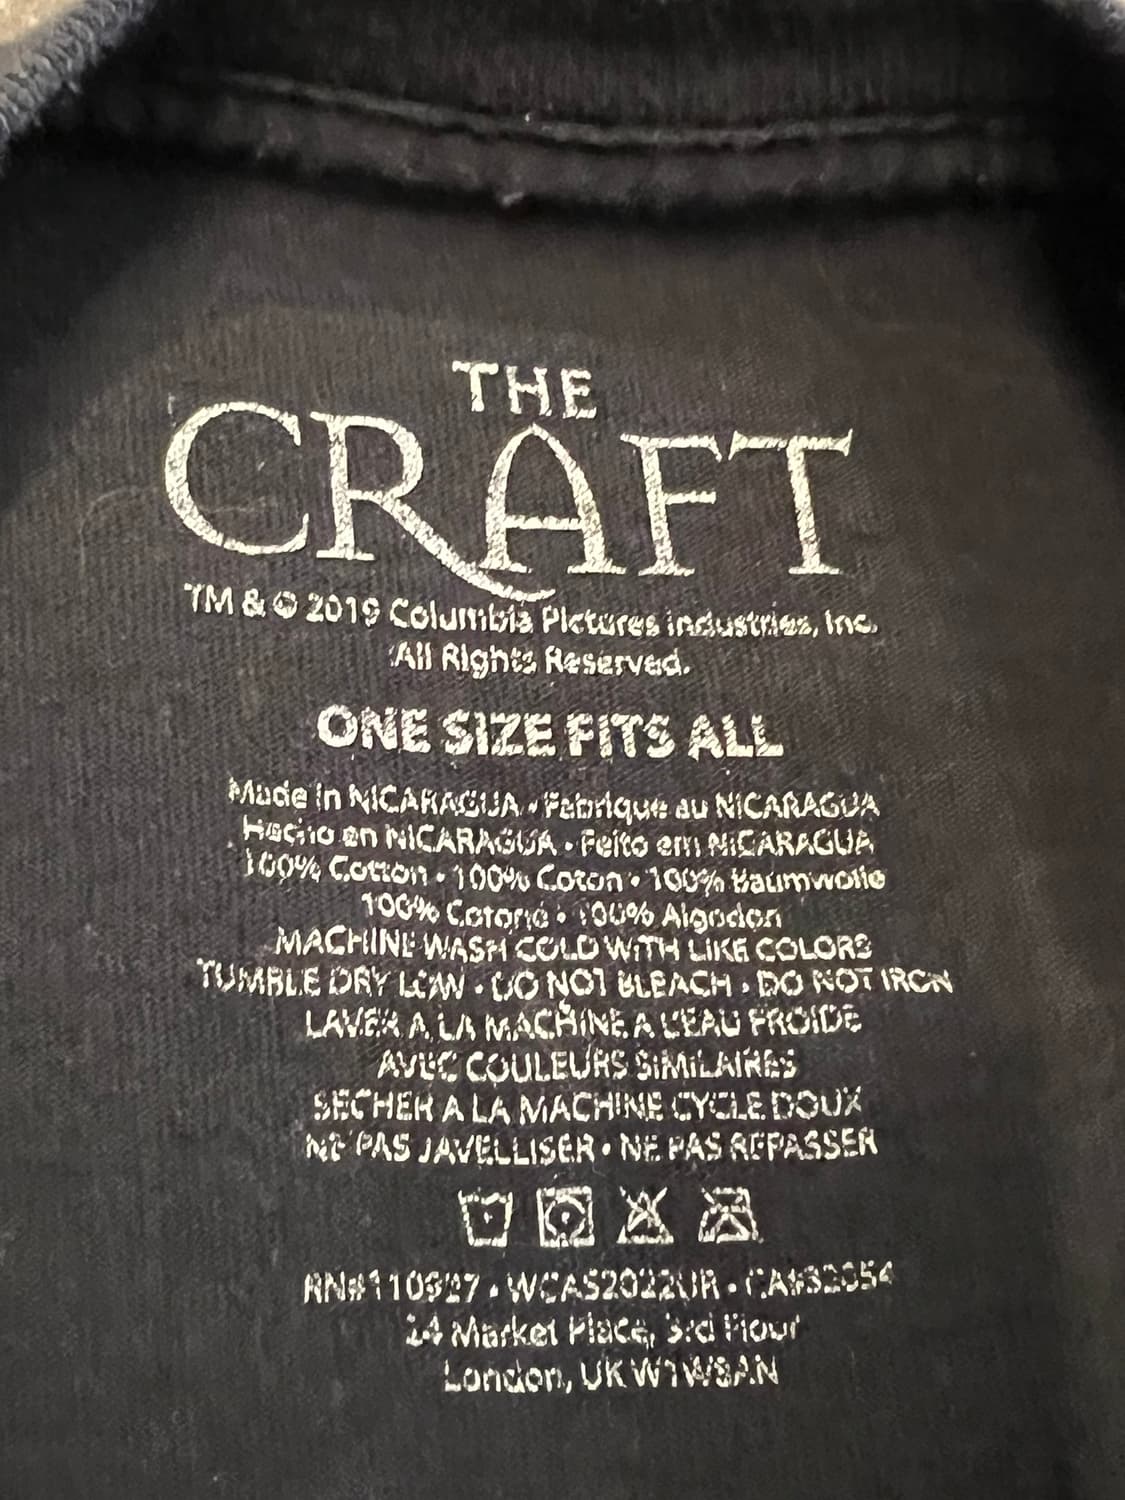 THE
CRAFT
TM & © 2019 Columbia Pictures Industries, Inc.
All Rights Reserved.
ONE SIZE FITS ALL
Made in NICARAGUA • Fabrique au NICARAGUA
Hecho en NICARAGUA • Feito em NICARAGUA
100% Cotton • 100% Coton • 100% Baumwolle
100% Cotone • 100% Algodon
MACHINE WASH COLD WITH LIKE COLORS
TUMBLE DRY LOW • DO NOT BLEACH • DO NOT IRON
LAVER A LA MACHINE A L'EAU FROIDE
AVEC COULEURS SIMILAIRES
SECHER A LA MACHINE CYCLE DOUX
NE PAS JAVELLISER • NE PAS REPASSER
• WCAS2022UR •
Market Place, 3rd Floor
London, UK W1W8AN